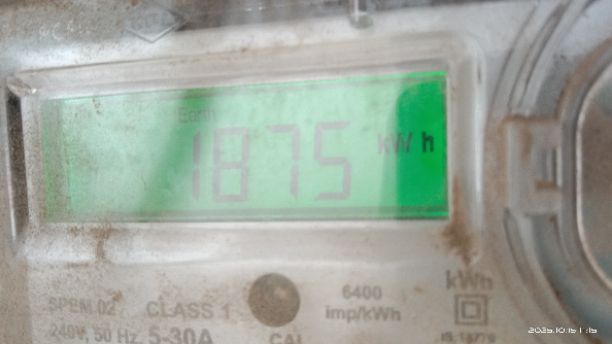 Earth
1875 kWh
kWh
6400
imp/kWh
SPEM 02 CLASS 1
240V, 50 Hz, 5-30A CAL